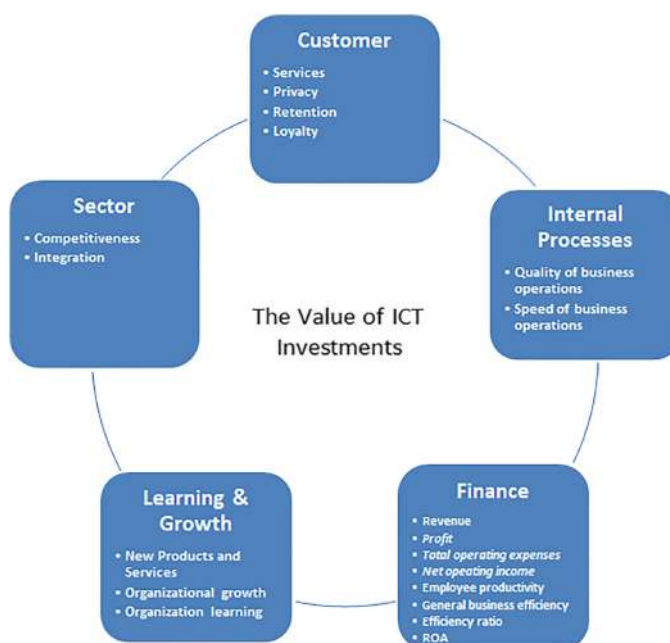 Customer
• Services
• Privacy
• Retention
• Loyalty
Sector
• Competitiveness
• Integration
Internal
Processes
• Quality of business
operations
• Speed of business
operations
The Value of ICT
Investments
Learning &
Growth
• New Products and
Services
• Organizational growth
• Organization learning
Finance
• Revenue
• Profit
• Total operating expenses
• Net opeating income
• Employee productivity
• General business efficiency
• Efficiency ratio
• ROA